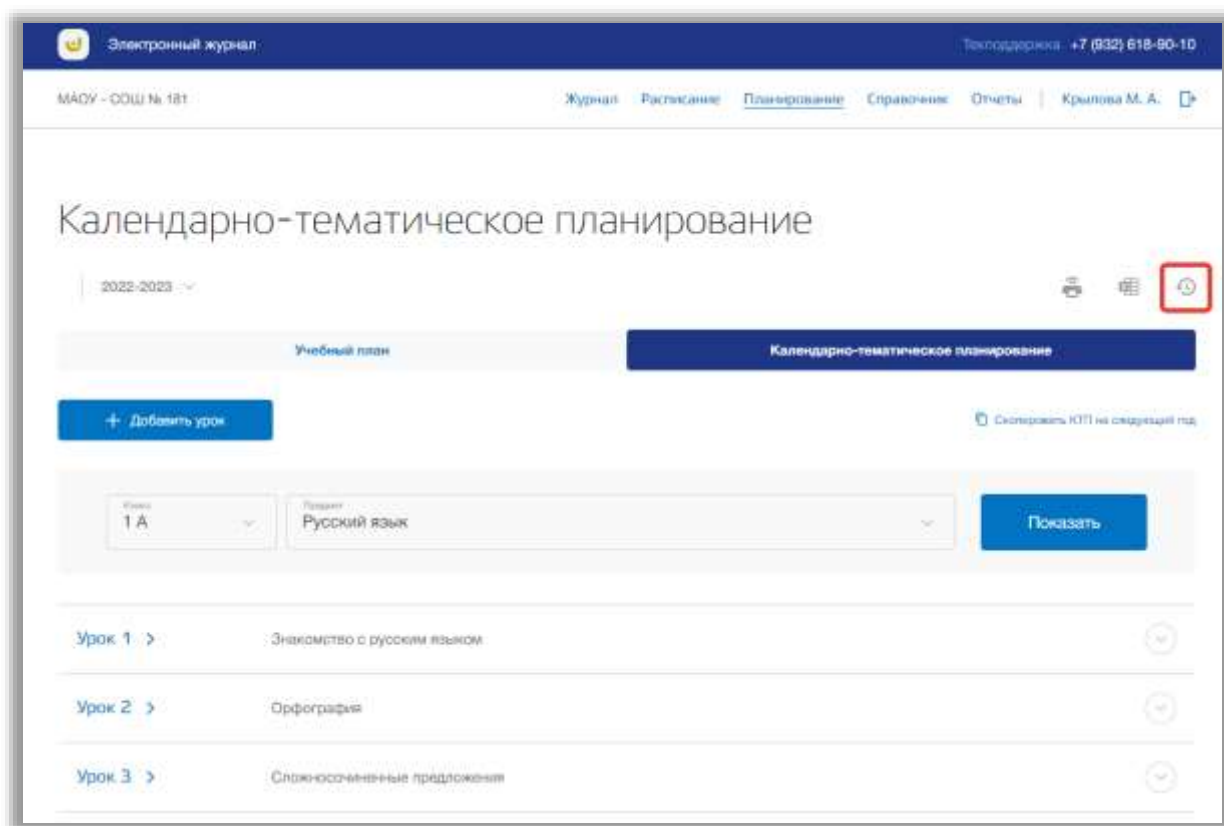 Электронный журнал
Техподдержка +7 (932) 618-90-10
МАОУ - СОШ № 181
Журнал Расписание Планирование Справочник Отчеты Крылова М. А.
Календарно-тематическое планирование
2022-2023
Учебный план
Календарно-тематическое планирование
+ Добавить урок
Скопировать КТП на следующий год
Класс
1 А
Предмет
Русский язык
Показать
Урок 1 > Знакомство с русским языком
Урок 2 > Орфография
Урок 3 > Сложносочиненные предложения